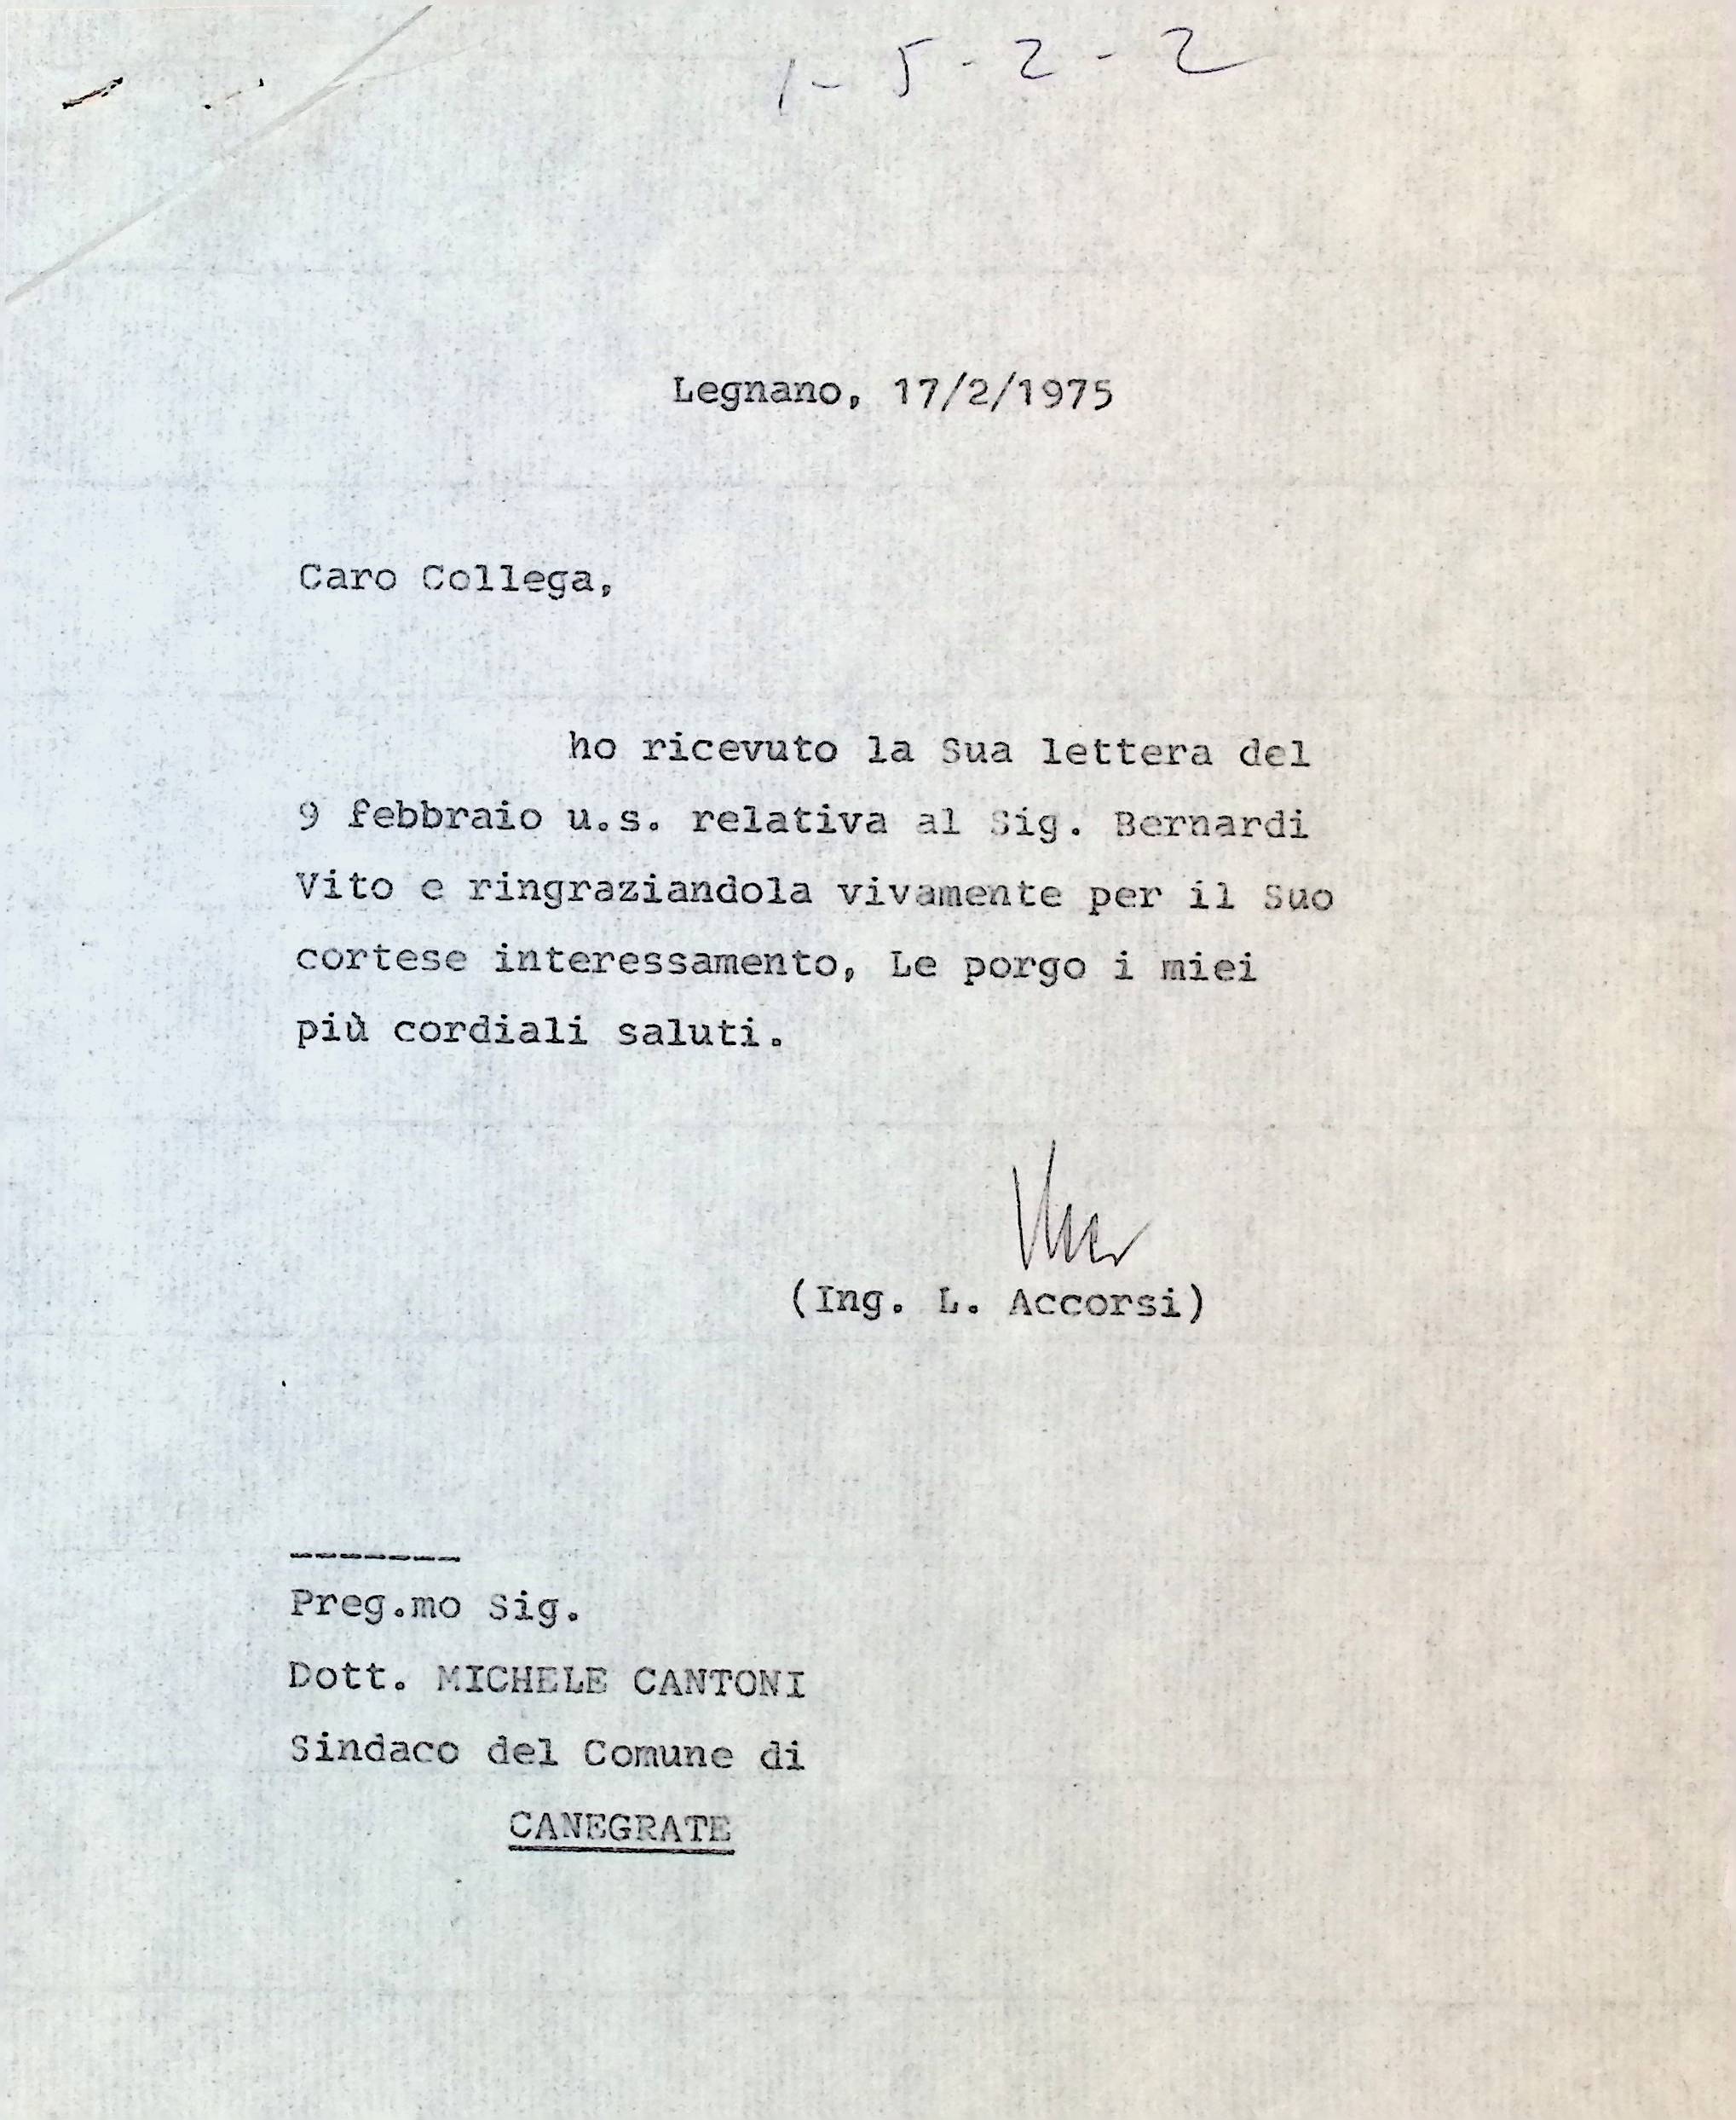 1-5-2-2
Legnano, 17/2/1975
Caro Collega,
ho ricevuto la Sua lettera del
9 febbraio u.s. relativa al Sig. Bernardi
Vito e ringraziandola vivamente per il Suo
cortese interessamento, Le porgo i miei
più cordiali saluti.
(Ing. L. Accorsi)
-------
Preg.mo Sig.
Dott. MICHELE CANTONI
Sindaco del Comune di
CANEGRATE